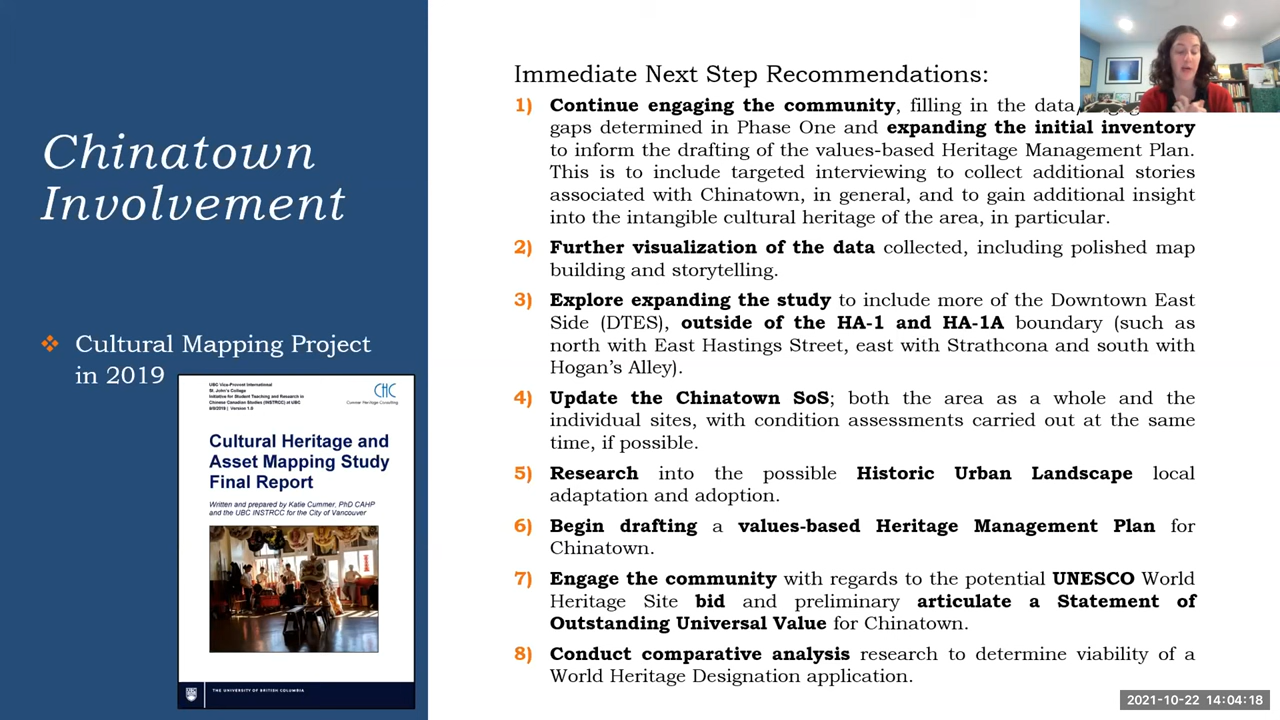 Chinatown
Involvement
❖ Cultural Mapping Project
in 2019
UBC Vice-Provost International
St. John's College
Initiative for Student Teaching and Research in
Chinese Canadian Studies (INSTRCC) at UBC
CHC
Cummer Heritage Consulting
Cultural Heritage and
Asset Mapping Study
Final Report
Written and prepared by Katie Cummer, PhD CAHP
and the UBC INSTRCC for the City of Vancouver
UBC
THE UNIVERSITY OF BRITISH COLUMBIA
Immediate Next Step Recommendations:
1) Continue engaging the community, filling in the data
gaps determined in Phase One and expanding the initial inventory
to inform the drafting of the values-based Heritage Management Plan.
This is to include targeted interviewing to collect additional stories
associated with Chinatown, in general, and to gain additional insight
into the intangible cultural heritage of the area, in particular.
2) Further visualization of the data collected, including polished map
building and storytelling.
3) Explore expanding the study to include more of the Downtown East
Side (DTES), outside of the HA-1 and HA-1A boundary (such as
north with East Hastings Street, east with Strathcona and south with
Hogan's Alley).
4) Update the Chinatown SoS; both the area as a whole and the
individual sites, with condition assessments carried out at the same
time, if possible.
5) Research into the possible Historic Urban Landscape local
adaptation and adoption.
6) Begin drafting a values-based Heritage Management Plan for
Chinatown.
7) Engage the community with regards to the potential UNESCO World
Heritage Site bid and preliminary articulate a Statement of
Outstanding Universal Value for Chinatown.
8) Conduct comparative analysis research to determine viability of a
World Heritage Designation application.
2021-10-22 14:04:18